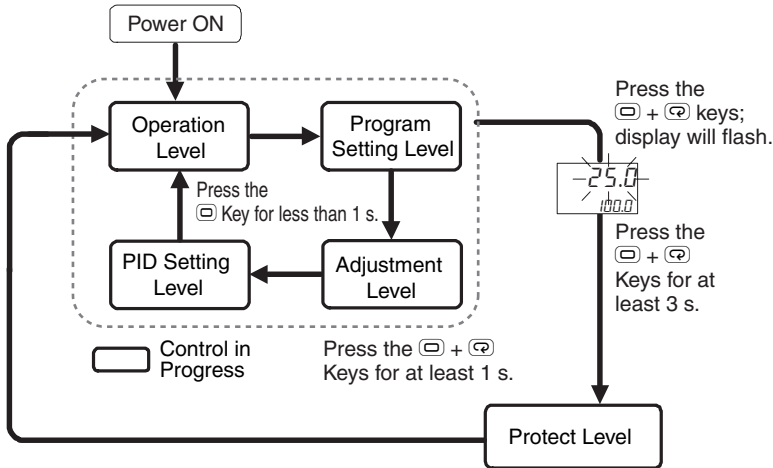 Power ON
Operation
Level
Program
Setting Level
Press the
Key for less than 1 s.
PID Setting
Level
Adjustment
Level
Control in
Progress
Press the +
Keys for at least 1 s.
Press the
+ keys;
display will flash.
25.0
100.0
Press the
+
Keys for at
least 3 s.
Protect Level